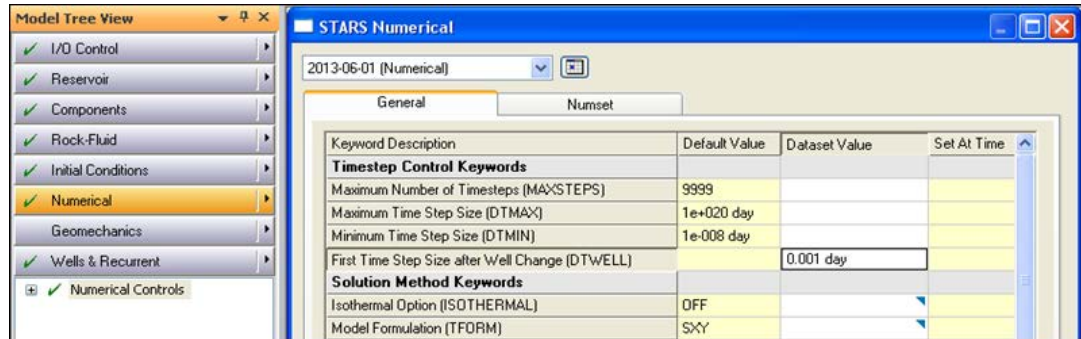 Model Tree View
I/O Control
Reservoir
Components
Rock-Fluid
Initial Conditions
Numerical
Geomechanics
Wells & Recurrent
Numerical Controls
STARS Numerical
2013-06-01 (Numerical)
General Numset
Keyword Description Default Value Dataset Value Set At Time
Timestep Control Keywords
Maximum Number of Timesteps (MAXSTEPS) 9999
Maximum Time Step Size (DTMAX) 1e+020 day
Minimum Time Step Size (DTMIN) 1e-008 day
First Time Step Size after Well Change (DTWELL) 0.001 day
Solution Method Keywords
Isothermal Option (ISOTHERMAL) OFF
Model Formulation (TFORM) SXY